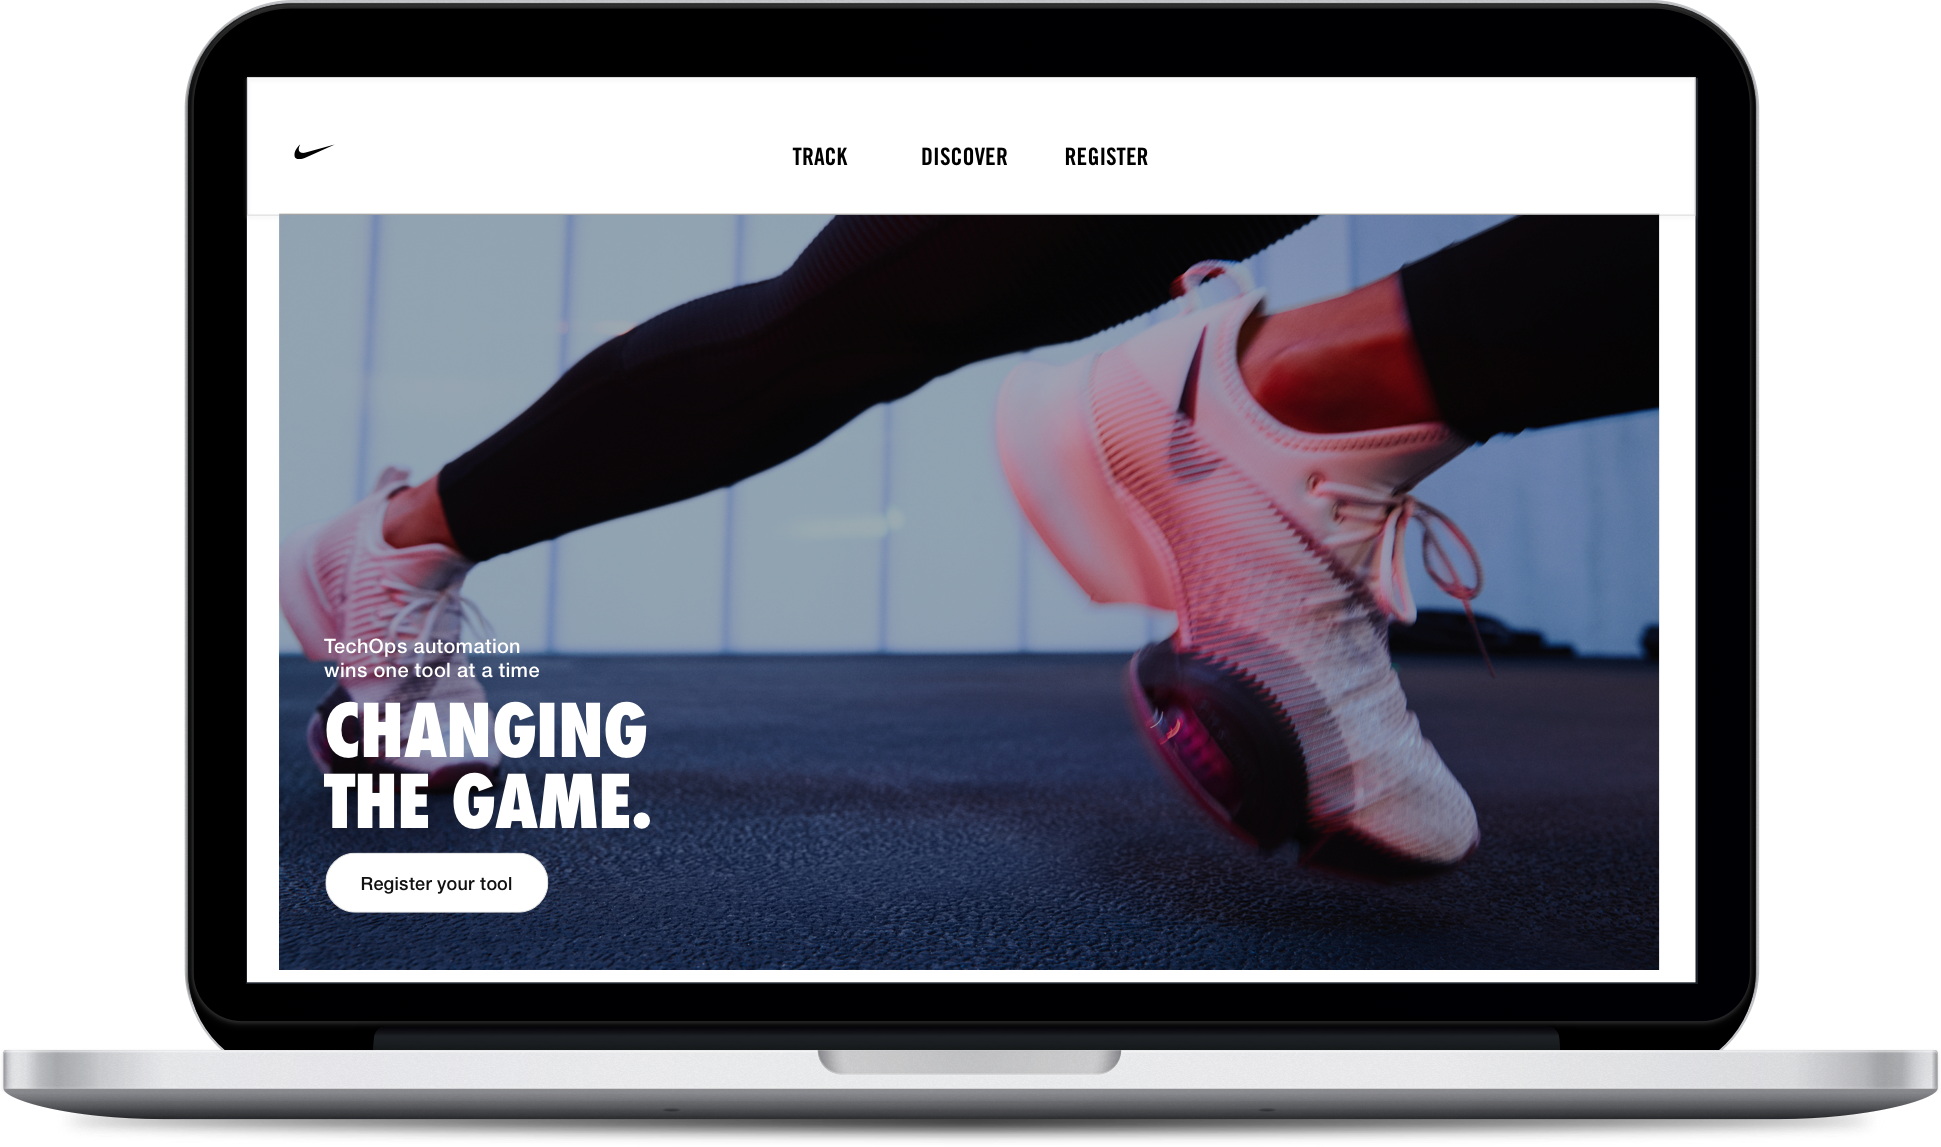 TRACK DISCOVER REGISTER
TechOps automation
wins one tool at a time
CHANGING
THE GAME.
Register your tool